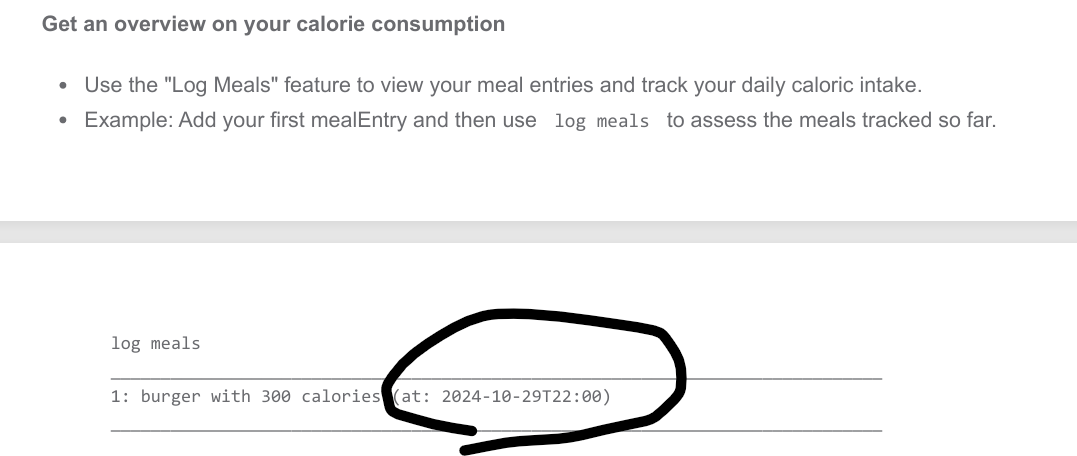 Get an overview on your calorie consumption
• Use the "Log Meals" feature to view your meal entries and track your daily caloric intake.
• Example: Add your first mealEntry and then use log meals to assess the meals tracked so far.
log meals
1: burger with 300 calories (at: 2024-10-29T22:00)